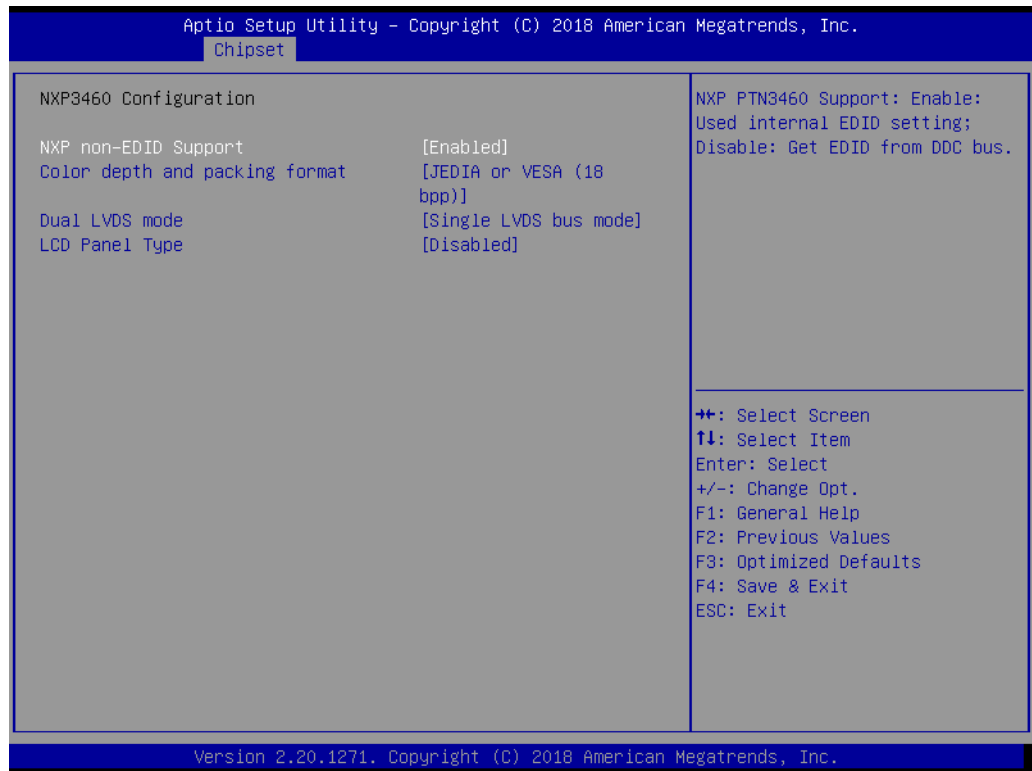 Aptio Setup Utility – Copyright (C) 2018 American Megatrends, Inc.
Chipset
NXP3460 Configuration
NXP non-EDID Support [Enabled]
Color depth and packing format [JEDIA or VESA (18
bpp)]
Dual LVDS mode [Single LVDS bus mode]
LCD Panel Type [Disabled]
NXP PTN3460 Support: Enable:
Used internal EDID setting;
Disable: Get EDID from DDC bus.
→←: Select Screen
↑↓: Select Item
Enter: Select
+/-: Change Opt.
F1: General Help
F2: Previous Values
F3: Optimized Defaults
F4: Save & Exit
ESC: Exit
Version 2.20.1271. Copyright (C) 2018 American Megatrends, Inc.